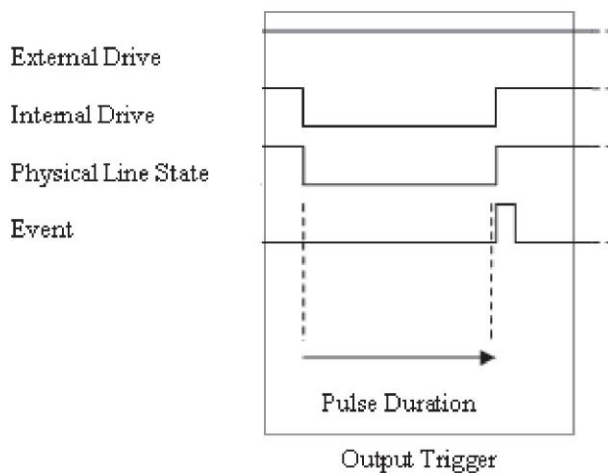 External Drive
Internal Drive
Physical Line State
Event
Pulse Duration
Output Trigger